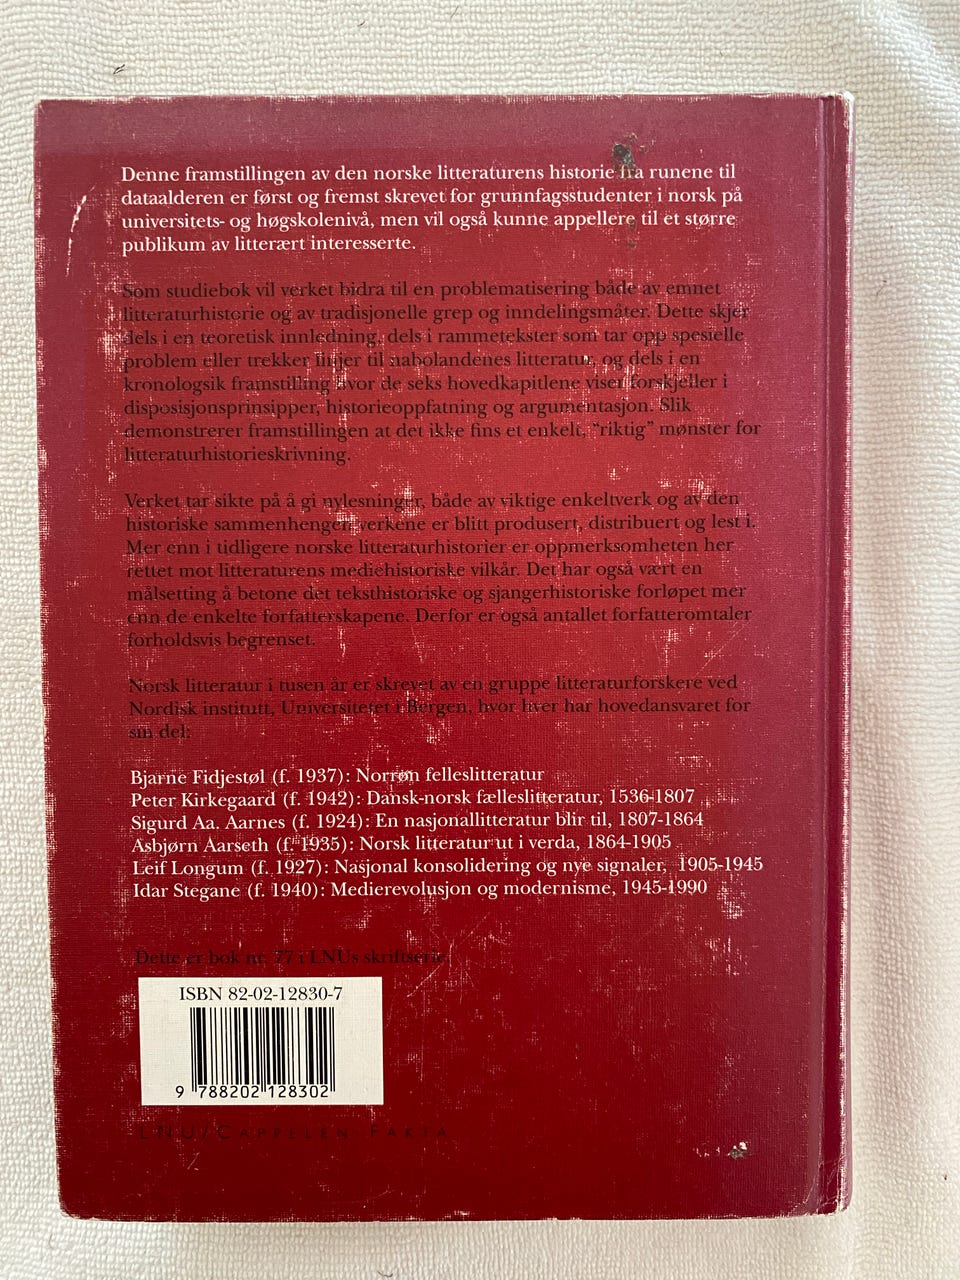 Denne framstillingen av den norske litteraturens historie fra runene til
dataalderen er først og fremst skrevet for grunnfagsstudenter i norsk på
universitets- og høgskolenivå, men vil også kunne appellere til et større
publikum av litterært interesserte.
Som studiebok vil verket bidra til en problematisering både av emnet
litteraturhistorie og av tradisjonelle grep og inndelingsmåter. Dette skjer
dels i en teoretisk innledning, dels i rammetekster som tar opp spesielle
problem eller trekker linjer til nabolandenes litteratur, og dels i en
kronologsik framstilling hvor de seks hovedkapitlene viser forskjeller i
disposisjonsprinsipper, historieoppfatning og argumentasjon. Slik
demonstrerer framstillingen at det ikke fins et enkelt, “riktig” mønster for
litteraturhistorieskrivning.
Verket tar sikte på å gi nylesninger, både av viktige enkeltverk og av den
historiske sammenhengen verkene er blitt produsert, distribuert og lest i.
Mer enn i tidligere norske litteraturhistorier er oppmerksomheten her
rettet mot litteraturens mediehistoriske vilkår. Det har også vært en
målsetting å betone det teksthistoriske og sjangerhistoriske forløpet mer
enn de enkelte forfatterskapene. Derfor er også antallet forfatteromtaler
forholdsvis begrenset.
Norsk litteratur i tusen år er skrevet av en gruppe litteraturforskere ved
Nordisk institutt, Universitetet i Bergen, hvor hver har hovedansvaret for
sin del:
Bjarne Fidjestøl (f. 1937): Norrøn felleslitteratur
Peter Kirkegaard (f. 1942): Dansk-norsk fælleslitteratur, 1536-1807
Sigurd Aa. Aarnes (f. 1924): En nasjonallitteratur blir til, 1807-1864
Asbjørn Aarseth (f. 1935): Norsk litteratur ut i verda, 1864-1905
Leif Longum (f. 1927): Nasjonal konsolidering og nye signaler, 1905-1945
Idar Stegane (f. 1940): Medierevolusjon og modernisme, 1945-1990
Dette er bok nr. 77 i LNUs skriftserie.
ISBN 82-02-12830-7
9 788202 128302
LNU/CAPPELEN FAKTA